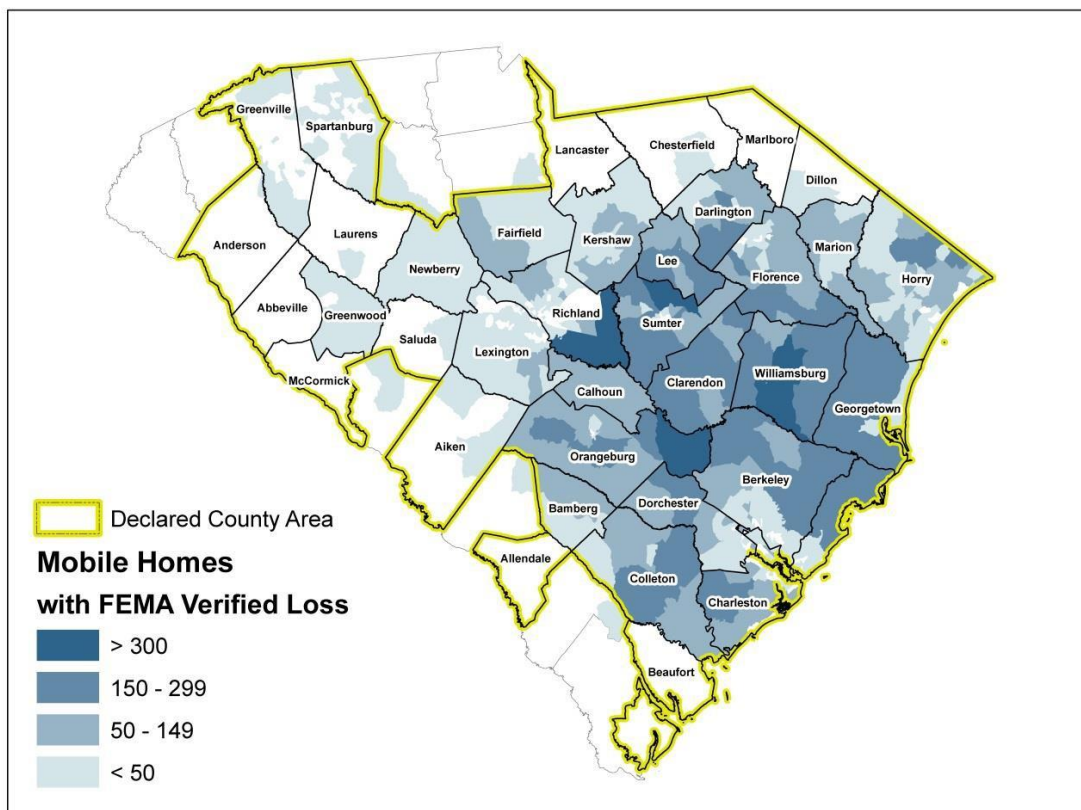 Greenville
Spartanburg
Lancaster
Chesterfield
Marlboro
Dillon
Anderson
Laurens
Newberry
Fairfield
Kershaw
Darlington
Lee
Florence
Marion
Horry
Abbeville
Greenwood
Saluda
Lexington
Richland
Sumter
McCormick
Calhoun
Clarendon
Williamsburg
Georgetown
Aiken
Orangeburg
Berkeley
Bamberg
Dorchester
Allendale
Colleton
Charleston
Beaufort
Declared County Area
Mobile Homes
with FEMA Verified Loss
> 300
150 - 299
50 - 149
< 50